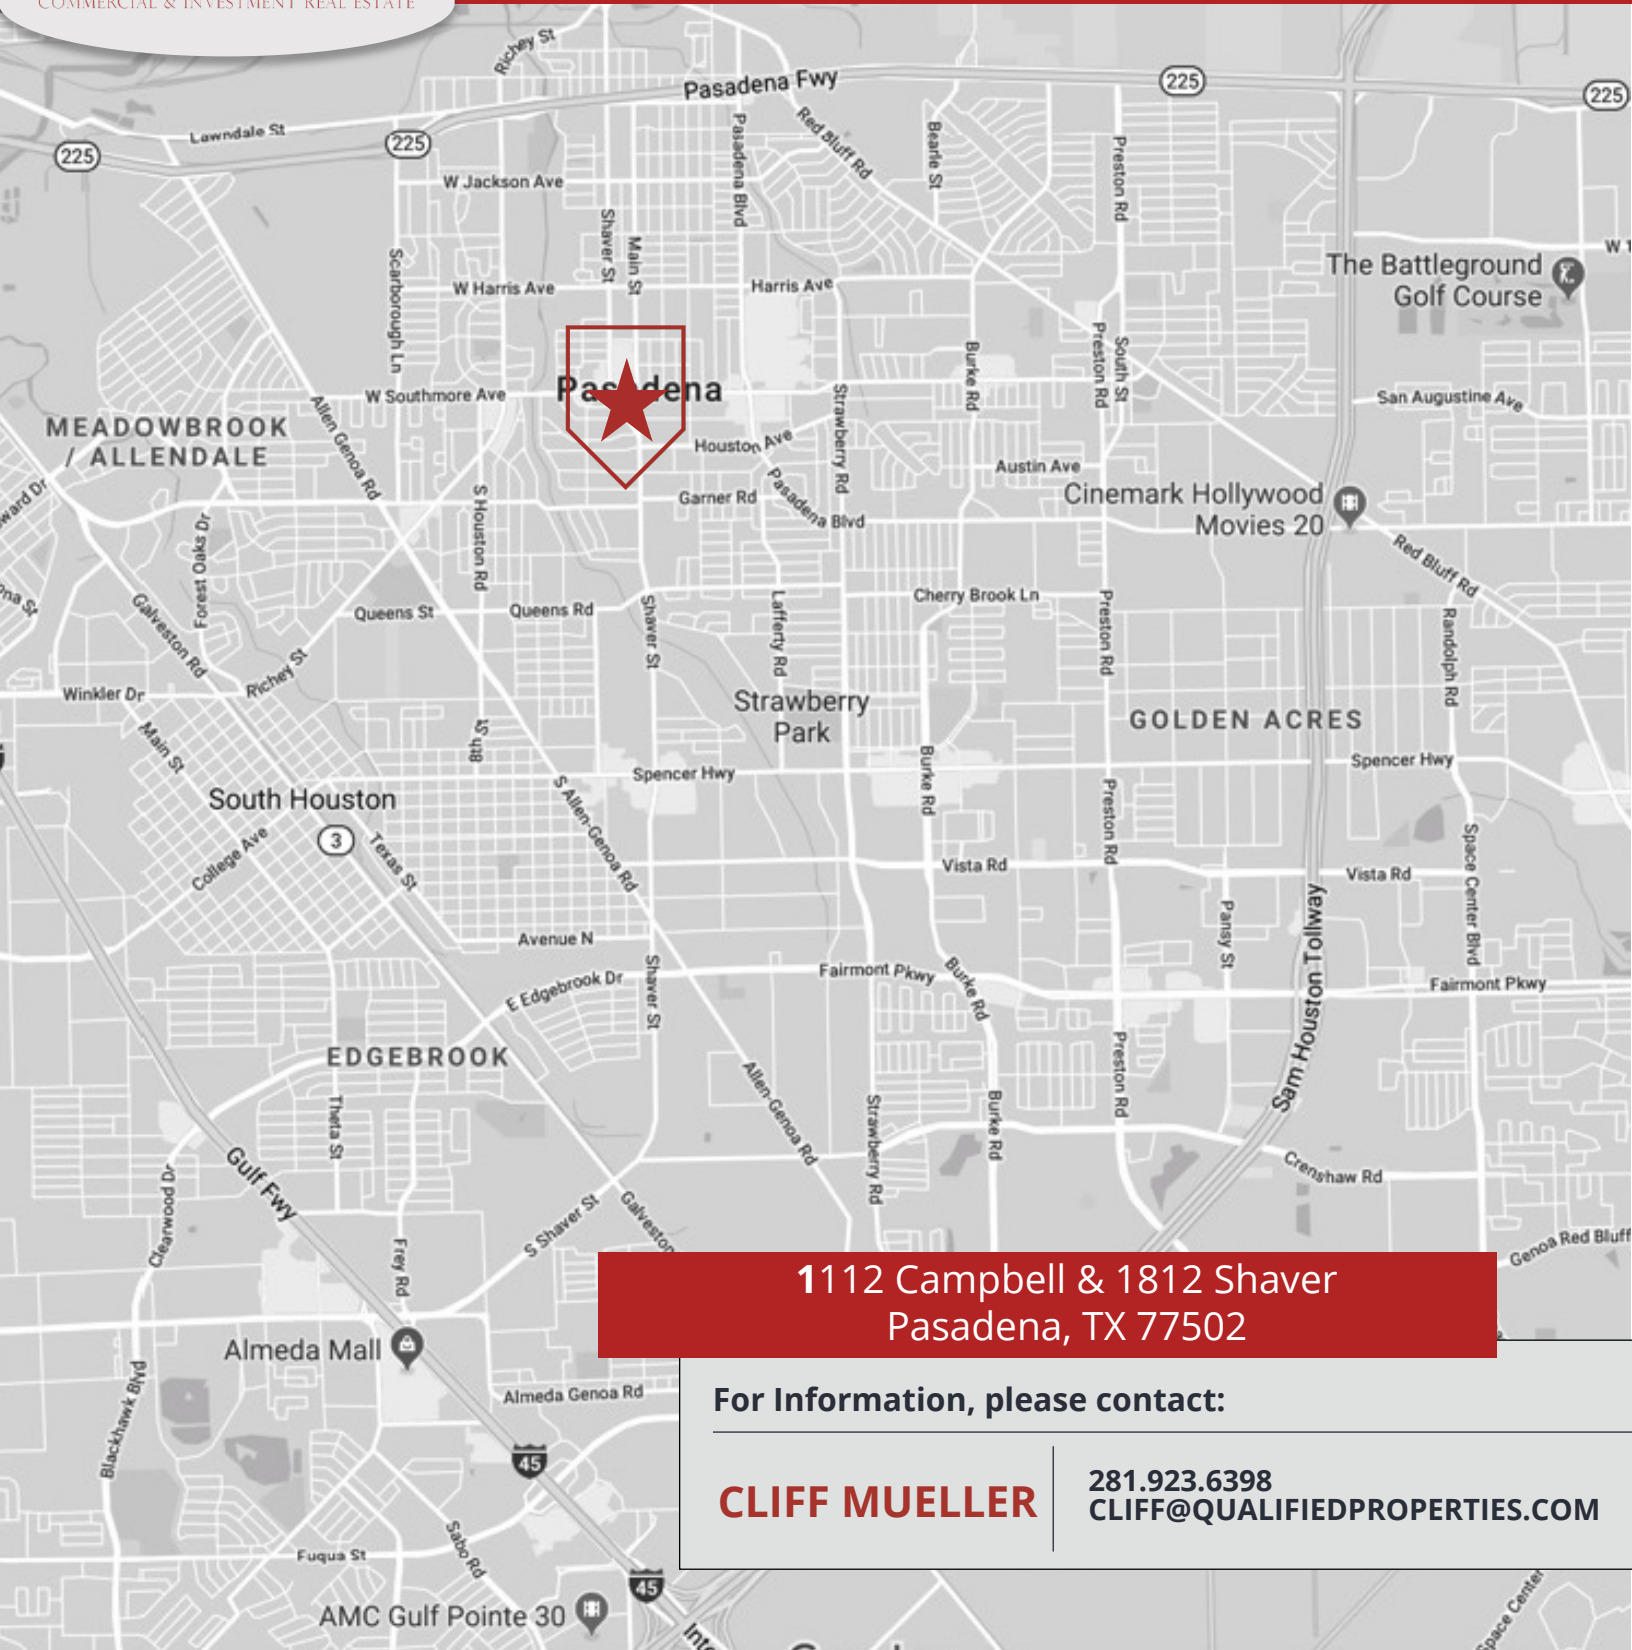 COMMERCIAL & INVESTMENT REAL ESTATE
Richey St
Pasadena Fwy
225
225
Lawndale St
225
225
Red Bluff Rd
Pasadena Blvd
Bearle St
Preston Rd
W Jackson Ave
Shaver St
Main St
Scarborough Ln
W Harris Ave
Harris Ave
W 1
The Battleground
Golf Course
Preston Rd
South St
Burke Rd
Pasadena
W Southmore Ave
Strawberry Rd
San Augustine Ave
Allen Genoa Rd
MEADOWBROOK
/ ALLENDALE
Houston Ave
Austin Ave
Garner Rd
Pasadena Blvd
Cinemark Hollywood
Movies 20
ward Dr
S Houston Rd
Forest Oaks Dr
Red Bluff Rd
ona St
Galveston Rd
Queens St
Queens Rd
Shaver St
Lafferty Rd
Cherry Brook Ln
Preston Rd
Randolph Rd
Richey St
Winkler Dr
Main St
8th St
Strawberry
Park
GOLDEN ACRES
Spencer Hwy
Spencer Hwy
Burke Rd
Preston Rd
South Houston
3
College Ave
Texas St
S Allen-Genoa Rd
Vista Rd
Vista Rd
Space Center Blvd
Pansy St
Sam Houston Tollway
Avenue N
E Edgebrook Dr
Shaver St
Fairmont Pkwy
Burke Rd
Fairmont Pkwy
EDGEBROOK
Theta St
Allen-Genoa Rd
Strawberry Rd
Burke Rd
Preston Rd
Crenshaw Rd
Gulf Fwy
Clearwood Dr
S Shaver St
Galveston
Frey Rd
Genoa Red Bluff
1112 Campbell & 1812 Shaver
Pasadena, TX 77502
Almeda Mall
Almeda Genoa Rd
Blackhawk Blvd
For Information, please contact:
45
CLIFF MUELLER
281.923.6398
CLIFF@QUALIFIEDPROPERTIES.COM
Sabo Rd
Fuqua St
45
AMC Gulf Pointe 30
Space Center